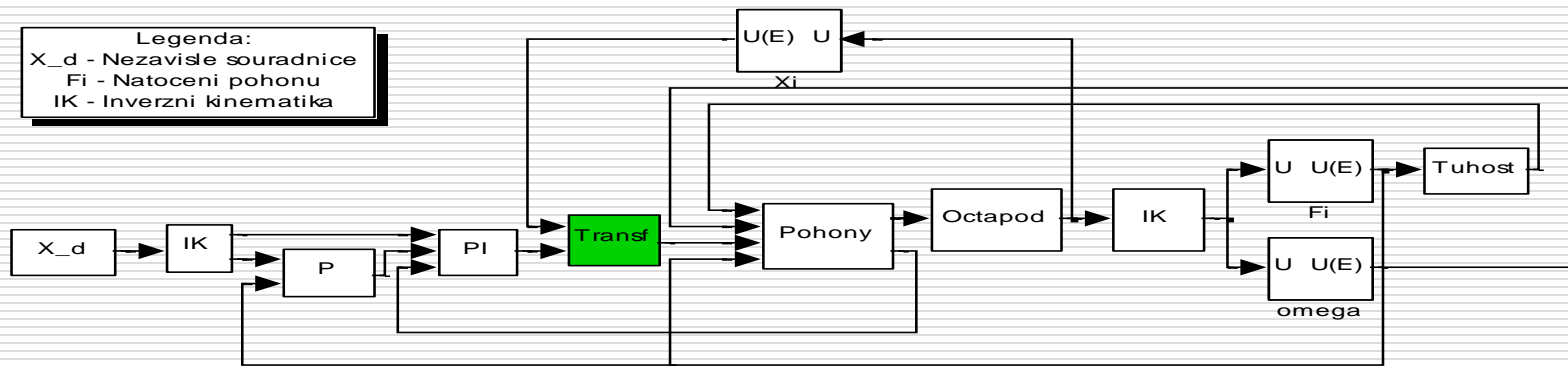 Legenda:
X_d - Nezavisle souradnice
Fi - Natoceni pohonu
IK - Inverzni kinematika
U(E) U
Xi
X_d
IK
P
PI
Transf
Pohony
Octapod
IK
U U(E)
Fi
Tuhost
U U(E)
omega